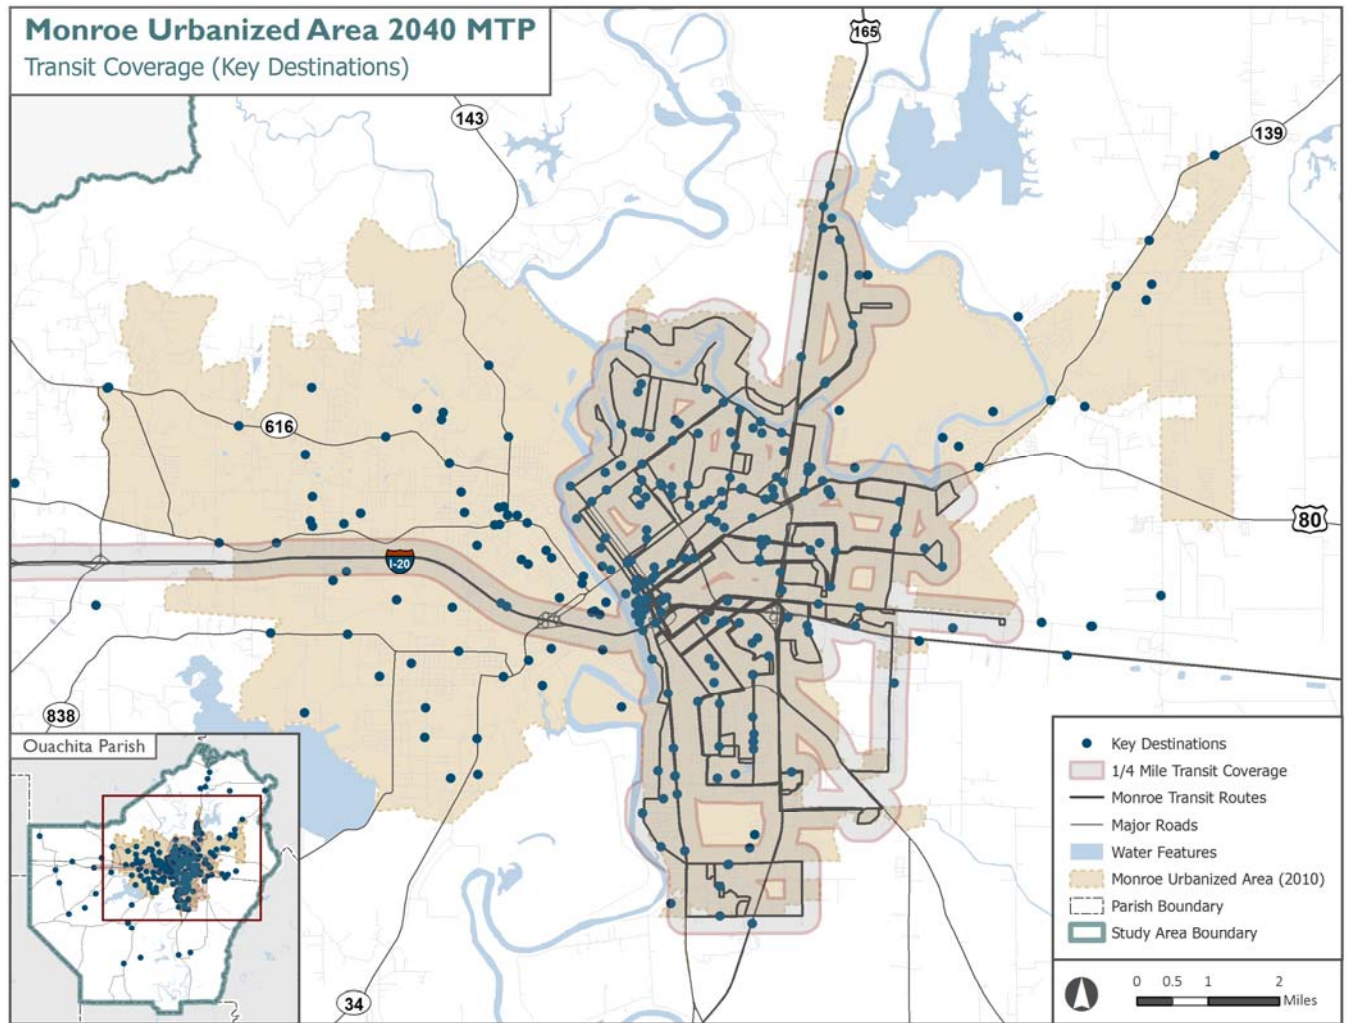 Monroe Urbanized Area 2040 MTP
Transit Coverage (Key Destinations)
165
143
139
616
80
I-20
838
34
Ouachita Parish
Key Destinations
1/4 Mile Transit Coverage
Monroe Transit Routes
Major Roads
Water Features
Monroe Urbanized Area (2010)
Parish Boundary
Study Area Boundary
0 0.5 1 2
Miles